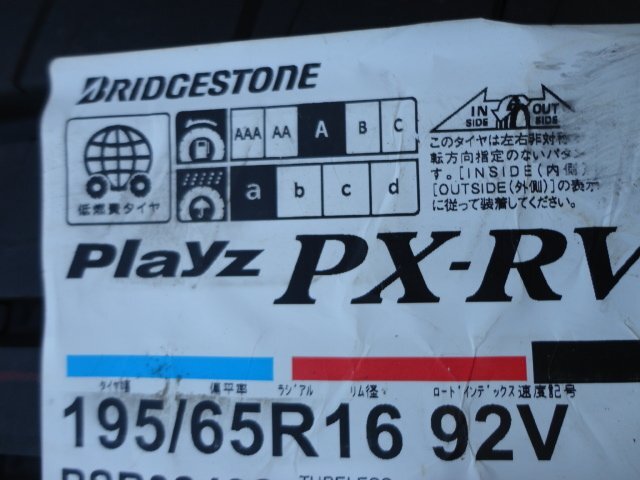 BRIDGESTONE
IN OUT
SIDE SIDE
AAA AA A B C
a b c d
低燃費タイヤ
このタイヤは左右非対称
転方向指定のないパタ
す。[INSIDE(内側)
[OUTSIDE(外側)]の表示
に従って装着してください。
Playz PX-RV
タイヤ幅 偏平率 ラジアル リム径 ロードインデックス 速度記号
195/65R16 92V
TUBELESS